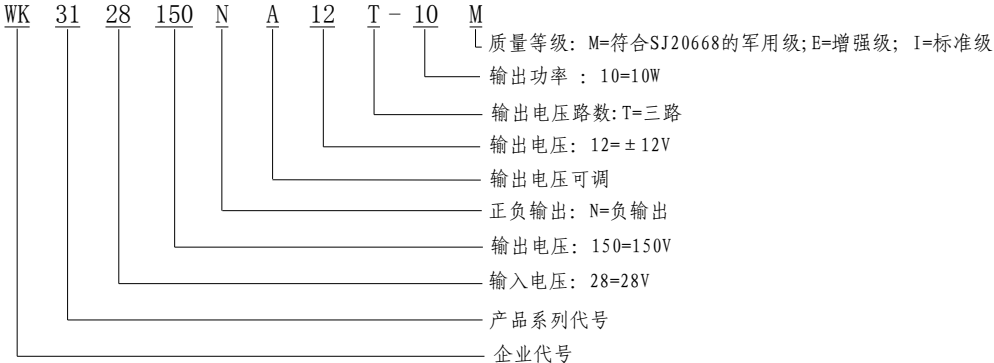 WK 31 28 150 N A 12 T - 10 M
质量等级: M=符合SJ20668的军用级;E=增强级; I=标准级
输出功率 : 10=10W
输出电压路数:T=三路
输出电压: 12=±12V
输出电压可调
正负输出: N=负输出
输出电压: 150=150V
输入电压: 28=28V
产品系列代号
企业代号